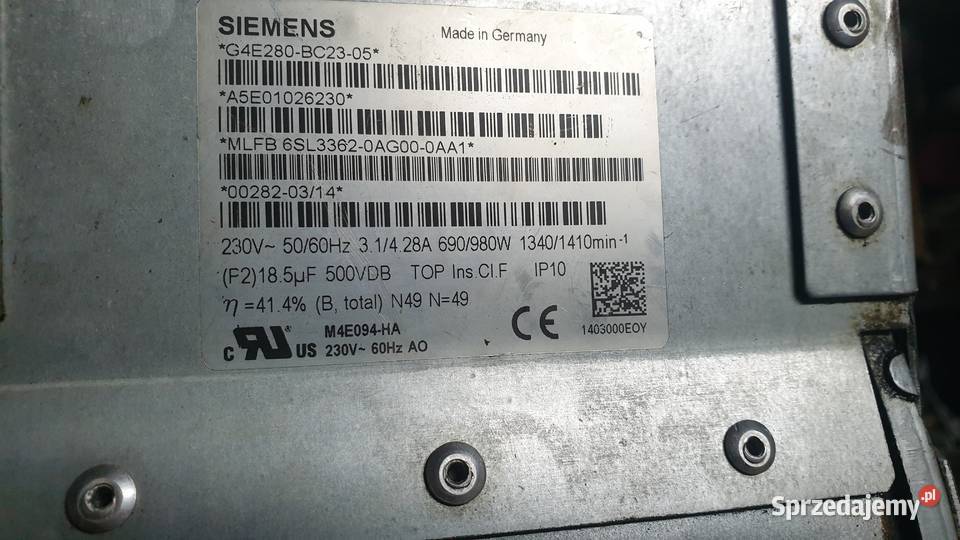 SIEMENS
Made in Germany
*G4E280-BC23-05*
*A5E01026230*
*MLFB 6SL3362-0AG00-0AA1*
*00282-03/14*
230V~ 50/60Hz 3.1/4.28A 690/980W 1340/1410min-1
(F2)18.5µF 500VDB TOP Ins.Cl.F IP10
η =41.4% (B, total) N49 N=49
c RU ® US
M4E094-HA
230V~ 60Hz AO
CE
1403000EOY
Sprzedajemy.pl